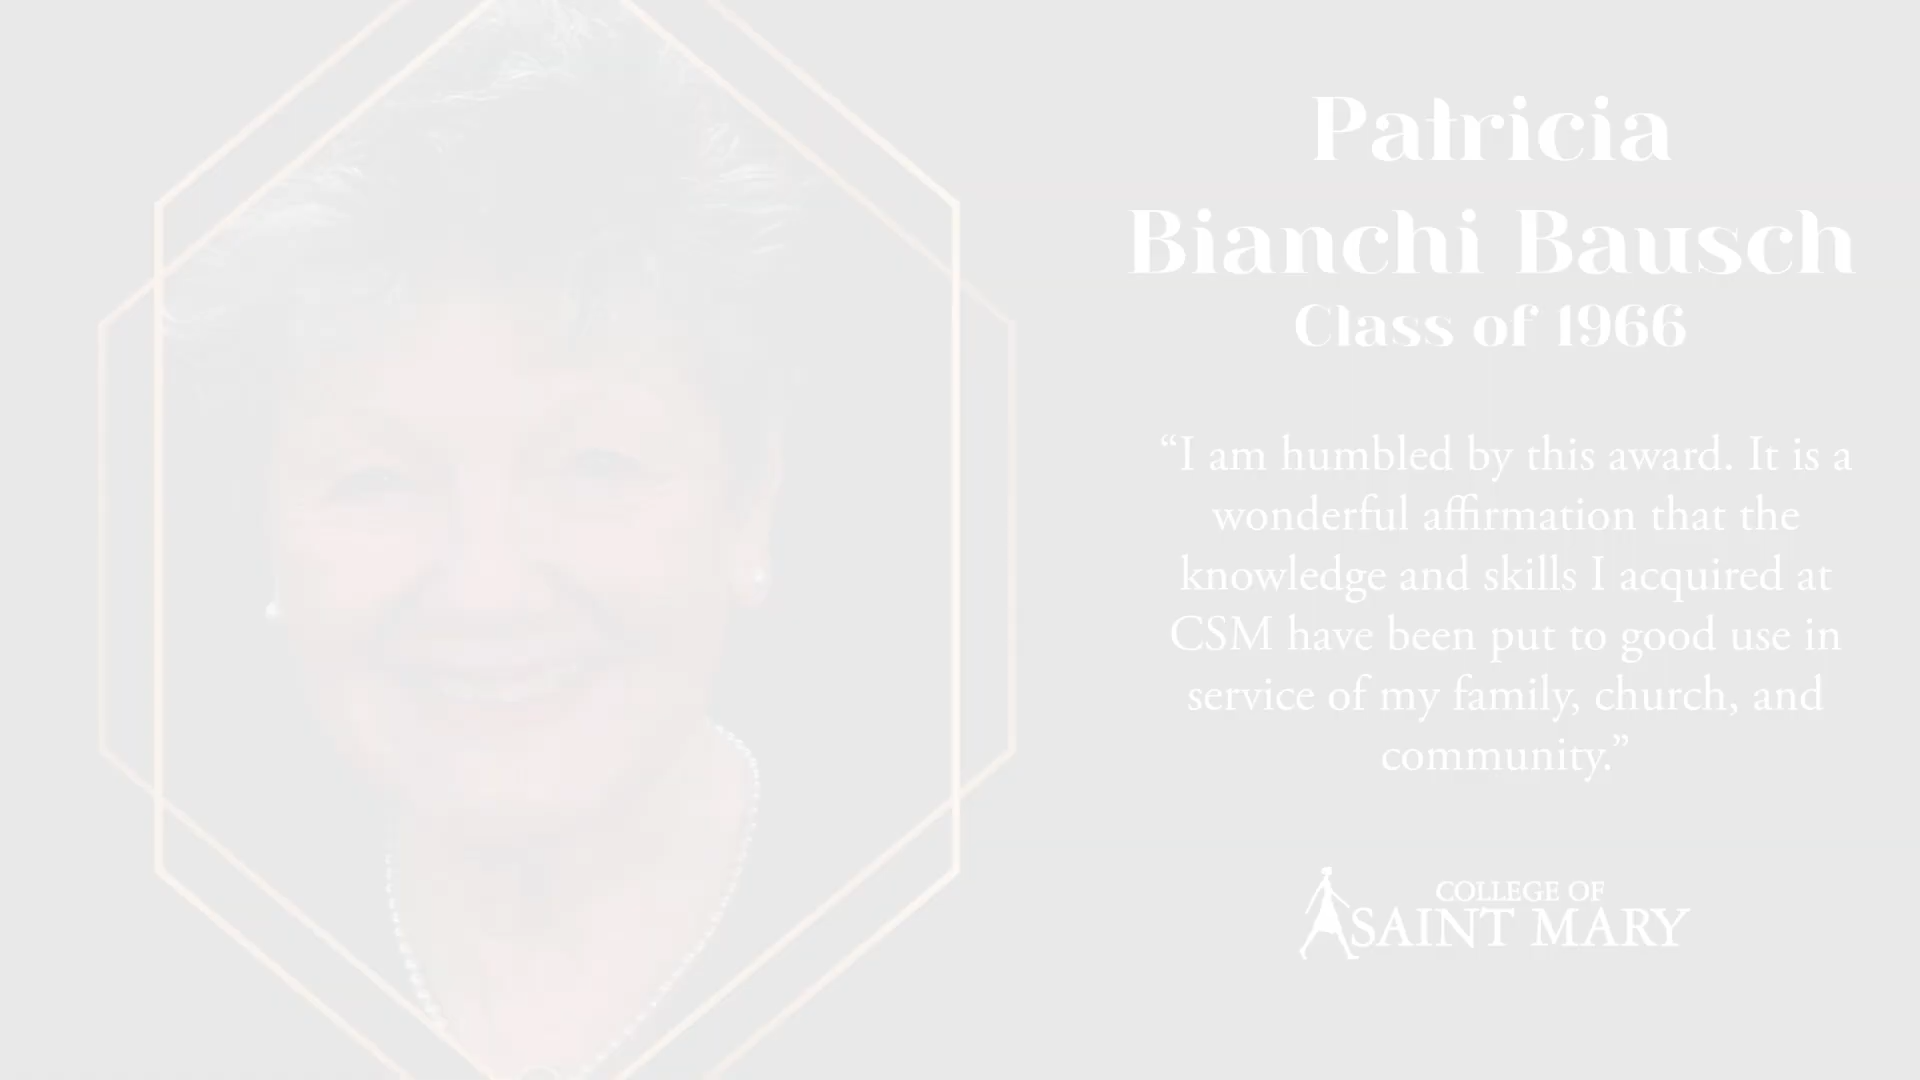 Patricia
Bianchi Bausch
Class of 1966
“I am humbled by this award. It is a
wonderful affirmation that the
knowledge and skills I acquired at
CSM have been put to good use in
service of my family, church, and
community.”
COLLEGE OF
SAINT MARY